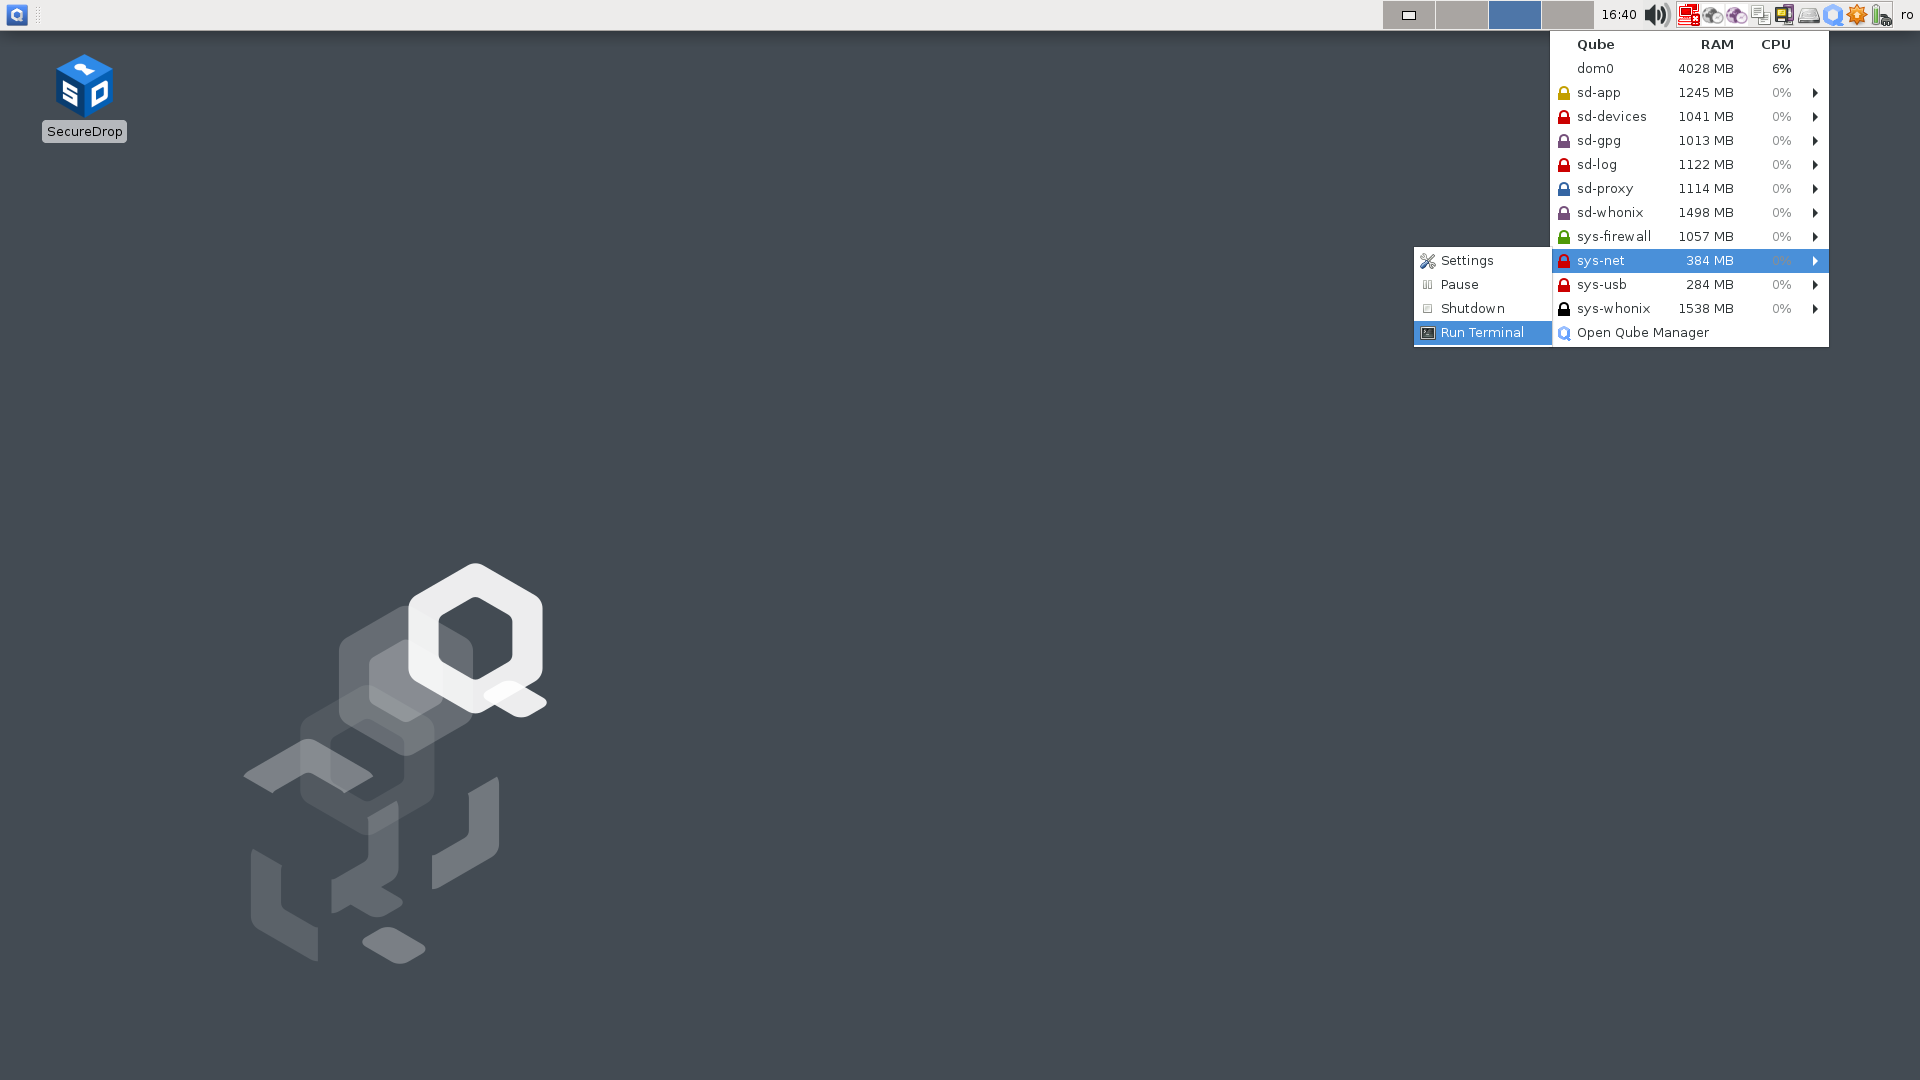 16:40 ro
SecureDrop
Qube RAM CPU
dom0 4028 MB 6%
sd-app 1245 MB 0%
sd-devices 1041 MB 0%
sd-gpg 1013 MB 0%
sd-log 1122 MB 0%
sd-proxy 1114 MB 0%
sd-whonix 1498 MB 0%
sys-firewall 1057 MB 0%
sys-net 384 MB 0%
sys-usb 284 MB 0%
sys-whonix 1538 MB 0%
Open Qube Manager
Settings
Pause
Shutdown
Run Terminal